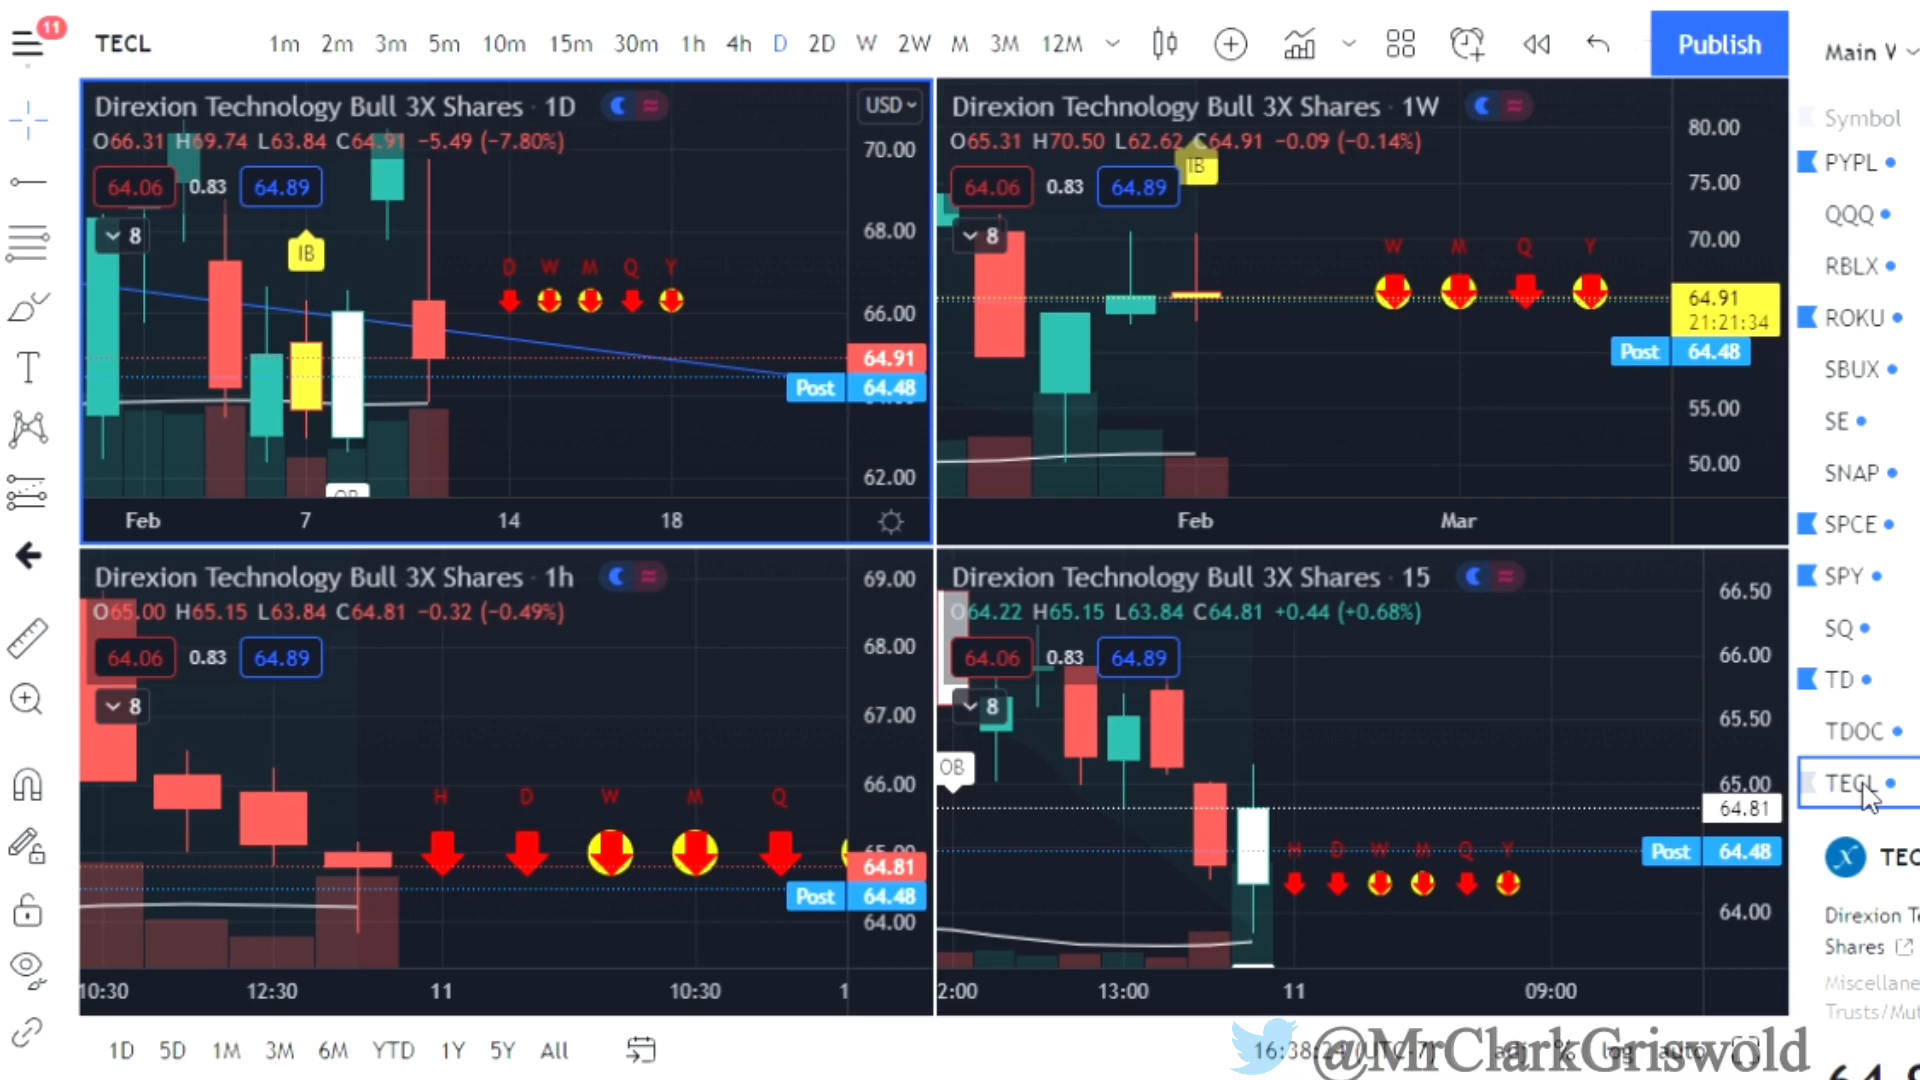 11
TECL
1m 2m 3m 5m 10m 15m 30m 1h 4h D 2D W 2W M 3M 12M
Publish
Main
Symbol
PYPL
QQQ
RBLX
ROKU
SBUX
SE
SNAP
SPCE
SPY
SQ
TD
TDOC
TECL
Direxion Technology Bull 3X Shares · 1D
USD
O66.31 H69.74 L63.84 C64.91 −5.49 (−7.80%)
64.06 0.83 64.89
8
IB
D W M Q Y
70.00
68.00
66.00
64.91
Post 64.48
62.00
Feb 7 14 18
Direxion Technology Bull 3X Shares · 1W
O65.31 H70.50 L62.62 C64.91 −0.09 (−0.14%)
64.06 0.83 64.89
IB
8
W M Q Y
80.00
75.00
70.00
64.91
21:21:34
Post 64.48
55.00
50.00
Feb Mar
Direxion Technology Bull 3X Shares · 1h
O65.00 H65.15 L63.84 C64.81 −0.32 (−0.49%)
64.06 0.83 64.89
8
H D W M Q
69.00
68.00
67.00
66.00
64.81
Post 64.48
64.00
10:30 12:30 11 10:30 1
Direxion Technology Bull 3X Shares · 15
O64.22 H65.15 L63.84 C64.81 +0.44 (+0.68%)
64.06 0.83 64.89
8
OB
H D W M Q Y
66.50
66.00
65.50
65.00
64.81
Post 64.48
64.00
2:00 13:00 11 09:00
Direxion
Shares
Miscellane
1D 5D 1M 3M 6M YTD 1Y 5Y All
@MrClarkGriswold